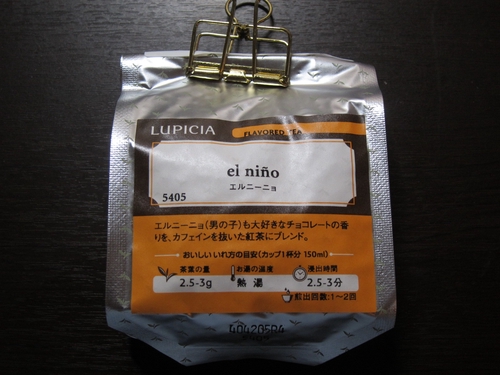 LUPICIA
FLAVORED TEA
el niño
エルニーニョ
5405
エルニーニョ(男の子)も大好きなチョコレートの香
りを、カフェインを抜いた紅茶にブレンド。
おいしいいれ方の目安(カップ1杯分 150ml)
茶葉の量 お湯の温度 浸出時間
2.5-3g 熱湯 2.5-3分
浸出回数:1〜2回